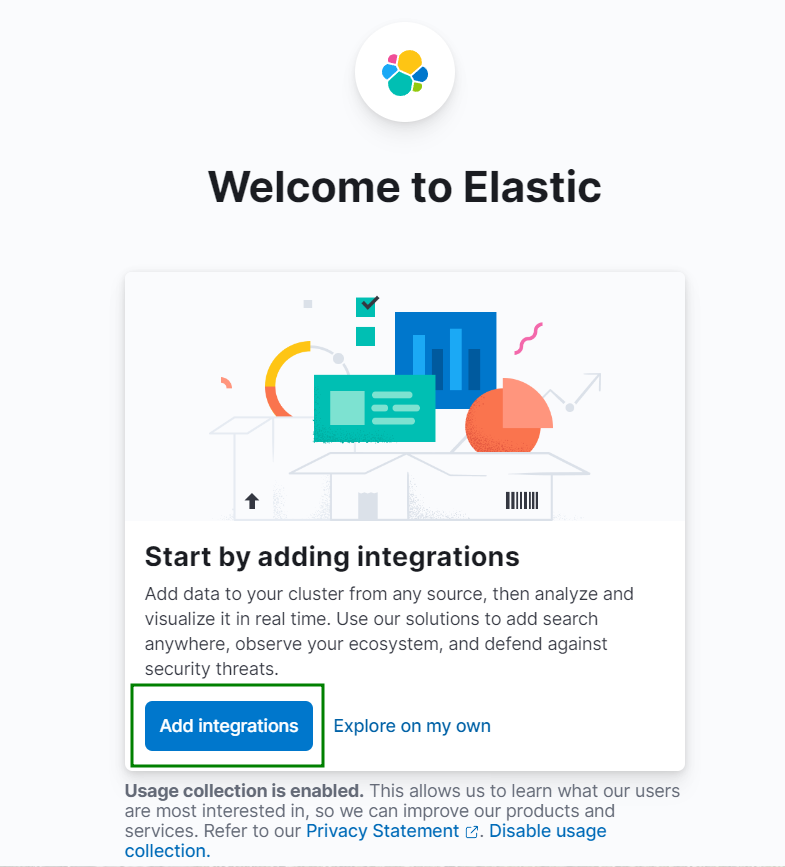 Welcome to Elastic
Start by adding integrations
Add data to your cluster from any source, then analyze and
visualize it in real time. Use our solutions to add search
anywhere, observe your ecosystem, and defend against
security threats.
Add integrations Explore on my own
Usage collection is enabled. This allows us to learn what our users
are most interested in, so we can improve our products and
services. Refer to our Privacy Statement. Disable usage
collection.